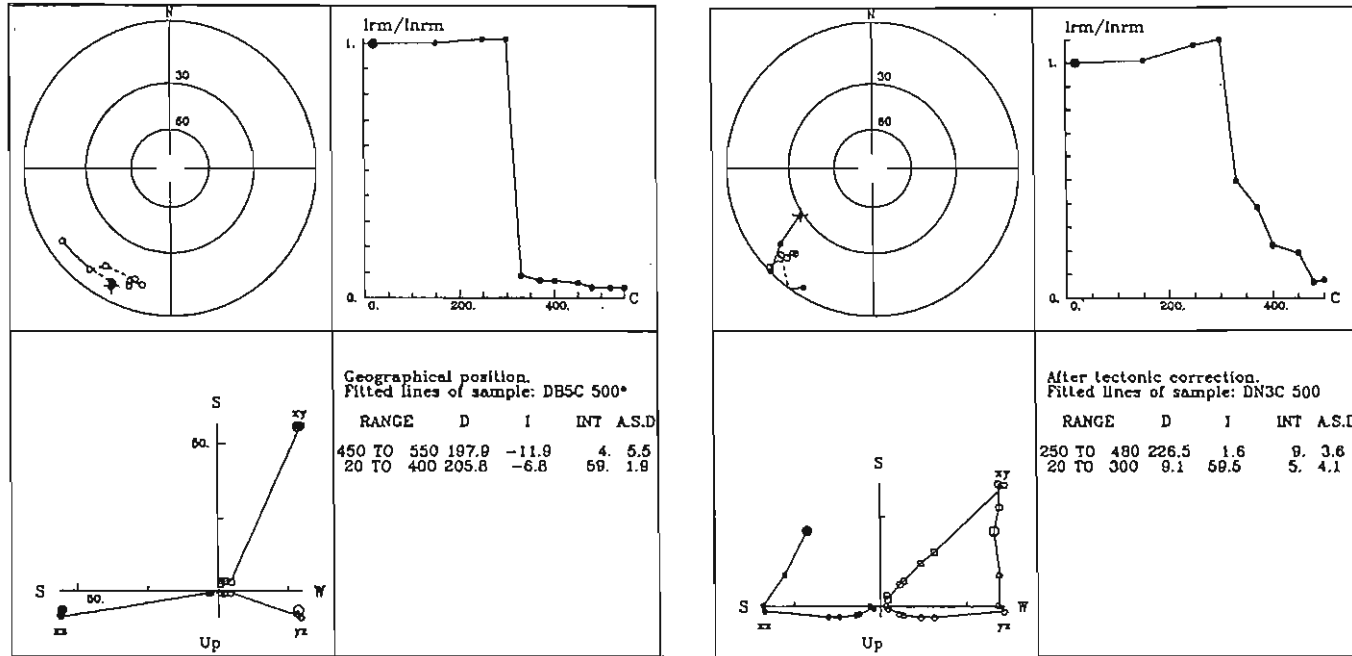 N
30
60
Irm/Inrm
1.
0.
200.
400.
C
S
xy
50.
S
50.
W
xz
yz
Up
Geographical position.
Fitted lines of sample: DB5C 500*
RANGE D I INT A.S.D
450 TO 550 197.9 -11.9 4. 5.5
20 TO 400 205.8 -6.8 59. 1.9
N
30
60
Irm/Inrm
1.
0.
0.
200.
400.
C
S
xy
S
W
xz
yz
Up
After tectonic correction.
Fitted lines of sample: DN3C 500
RANGE D I INT A.S.D
250 TO 480 226.5 1.6 9. 3.6
20 TO 300 9.1 59.5 5. 4.1